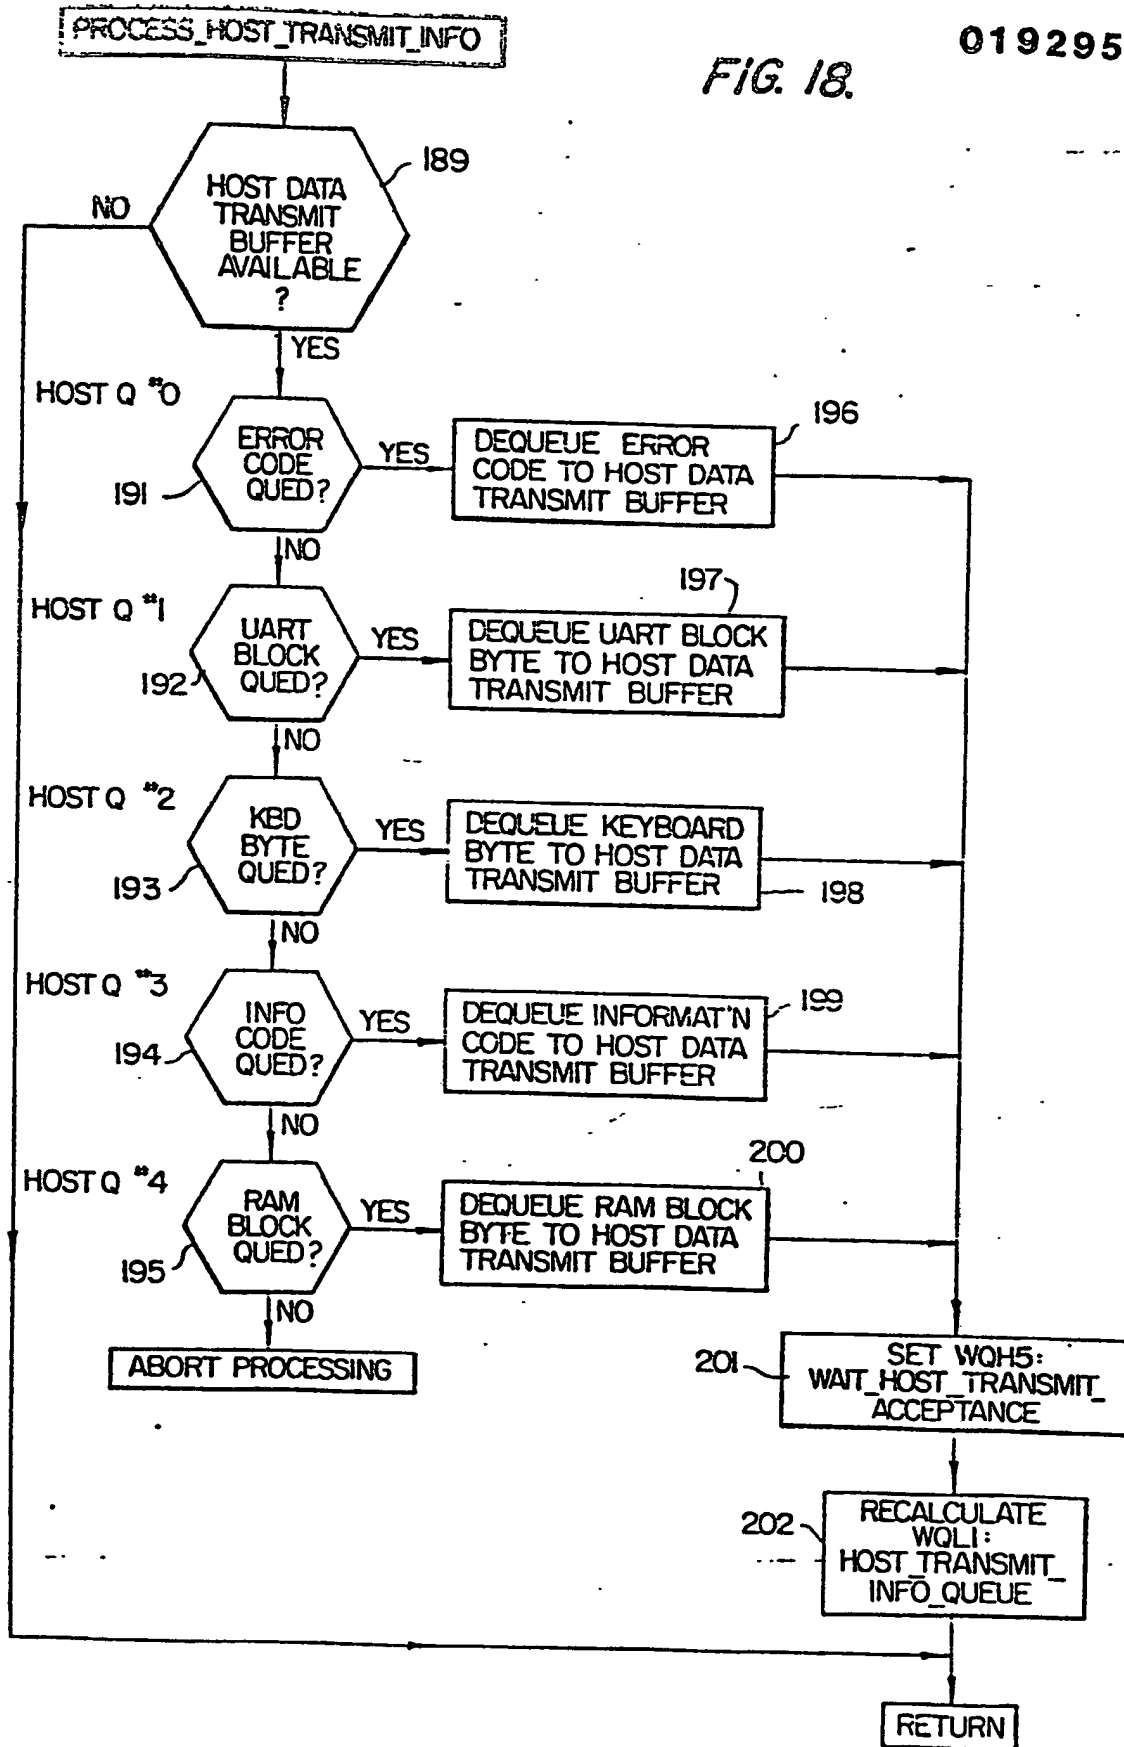 PROCESS_HOST_TRANSMIT_INFO
019295
FIG. 18.
189
HOST DATA
TRANSMIT
BUFFER
AVAILABLE
?
NO
YES
HOST Q #0
ERROR
CODE
QUED?
191
YES
DEQUEUE ERROR
CODE TO HOST DATA
TRANSMIT BUFFER
196
NO
HOST Q #1
UART
BLOCK
QUED?
192
YES
DEQUEUE UART BLOCK
BYTE TO HOST DATA
TRANSMIT BUFFER
197
NO
HOST Q #2
KBD
BYTE
QUED?
193
YES
DEQUEUE KEYBOARD
BYTE TO HOST DATA
TRANSMIT BUFFER
198
NO
HOST Q #3
INFO
CODE
QUED?
194
YES
DEQUEUE INFORMAT'N
CODE TO HOST DATA
TRANSMIT BUFFER
199
NO
HOST Q #4
RAM
BLOCK
QUED?
195
YES
DEQUEUE RAM BLOCK
BYTE TO HOST DATA
TRANSMIT BUFFER
200
NO
ABORT PROCESSING
201
SET WQH5:
WAIT_HOST_TRANSMIT_
ACCEPTANCE
202
RECALCULATE
WQL1:
HOST_TRANSMIT_
INFO_QUEUE
RETURN